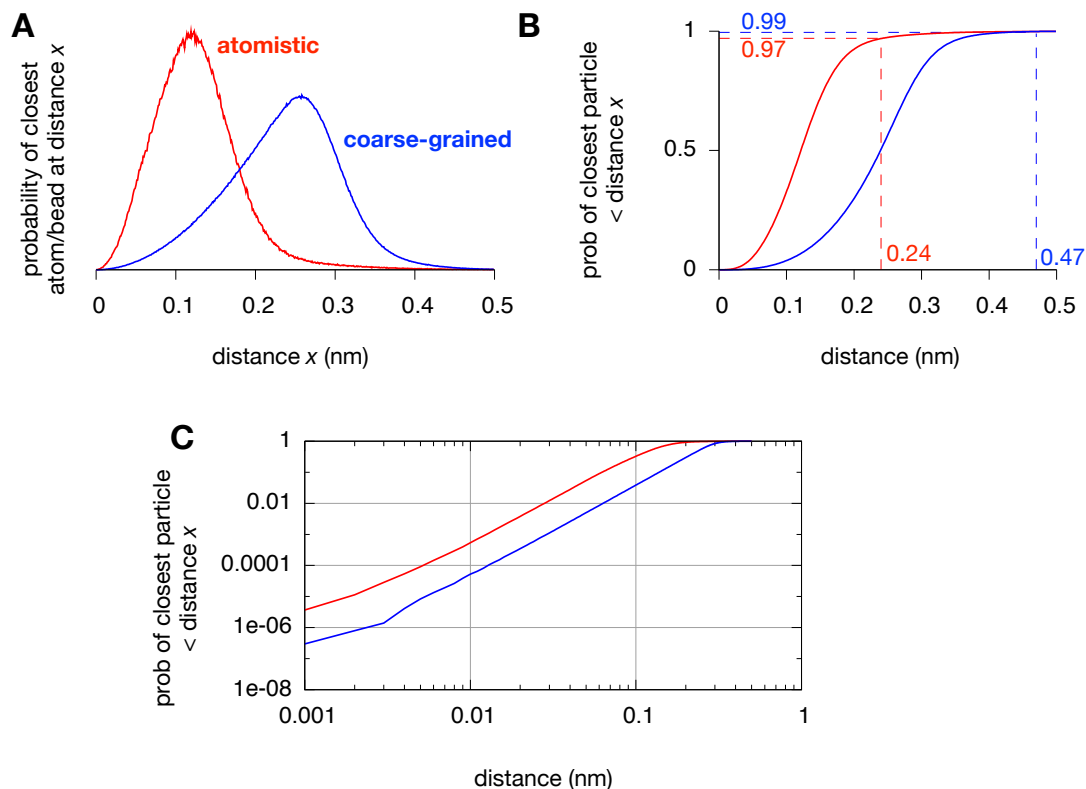 A
probability of closest
atom/bead at distance x
atomistic
coarse-grained
0
0.1
0.2
0.3
0.4
0.5
distance x (nm)
B
prob of closest particle
< distance x
1
0.5
0
0.99
0.97
0.24
0.47
0
0.1
0.2
0.3
0.4
0.5
distance (nm)
C
prob of closest particle
< distance x
1
0.01
0.0001
1e-06
1e-08
0.001
0.01
0.1
1
distance (nm)